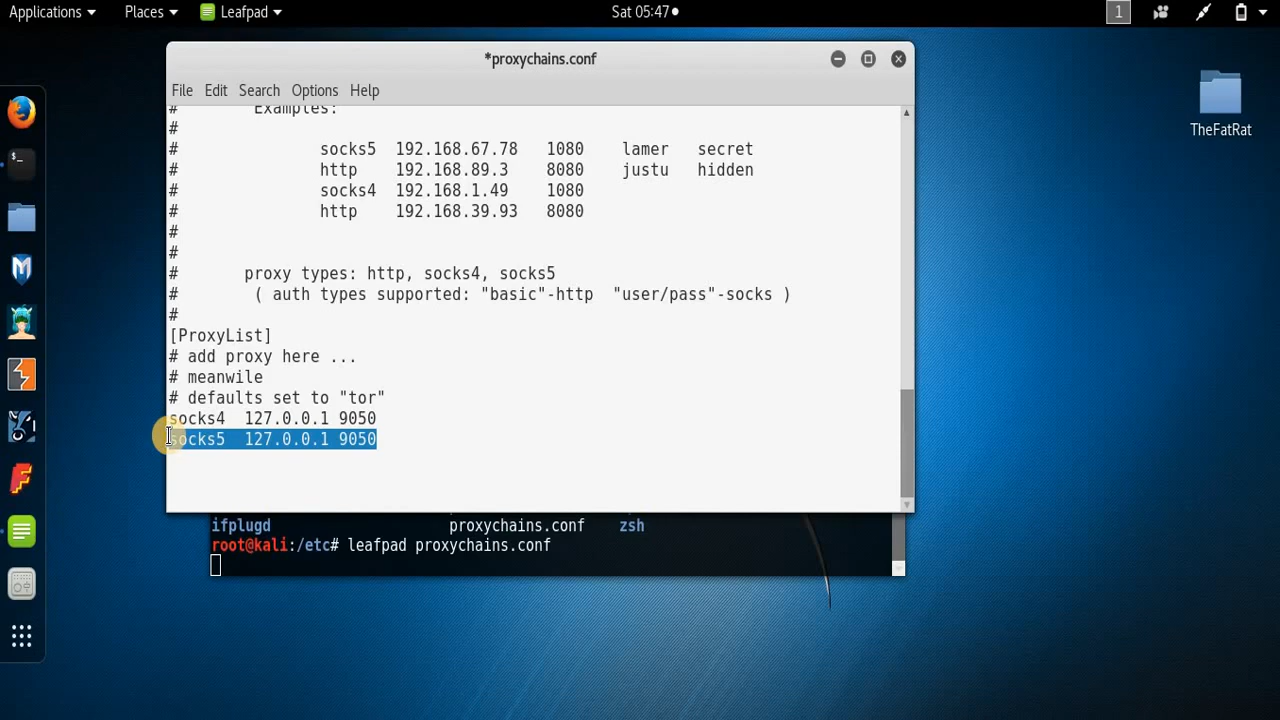 Applications Places Leafpad Sat 05:47 1
*proxychains.conf
File Edit Search Options Help
# Examples:
#
# socks5 192.168.67.78 1080 lamer secret
# http 192.168.89.3 8080 justu hidden
# socks4 192.168.1.49 1080
# http 192.168.39.93 8080
#
#
# proxy types: http, socks4, socks5
# ( auth types supported: "basic"-http "user/pass"-socks )
#
[ProxyList]
# add proxy here ...
# meanwile
# defaults set to "tor"
socks4 127.0.0.1 9050
socks5 127.0.0.1 9050
ifplugd proxychains.conf zsh
root@kali:/etc# leafpad proxychains.conf
TheFatRat